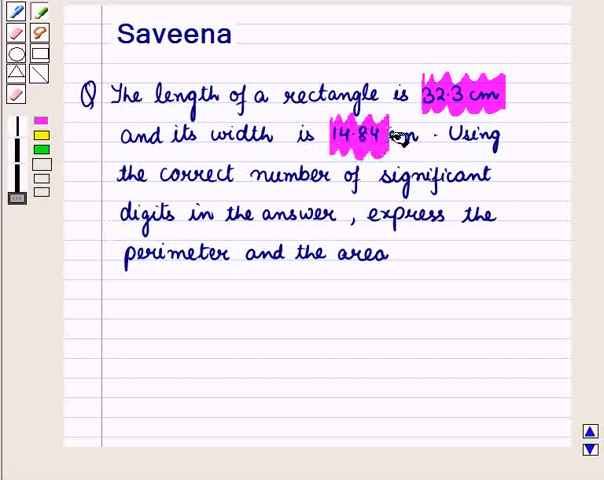 Saveena
Q The length of a rectangle is 32.3 cm
and its width is 14.84 cm. Using
the correct number of significant
digits in the answer, express the
perimeter and the area